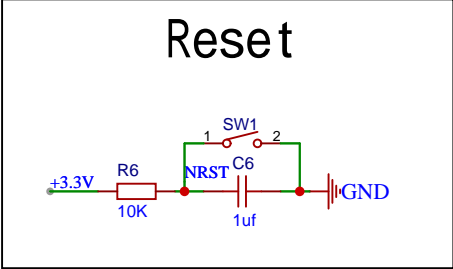 Reset
SW1
1 2
R6 NRST C6
+3.3V GND
10K 1uf